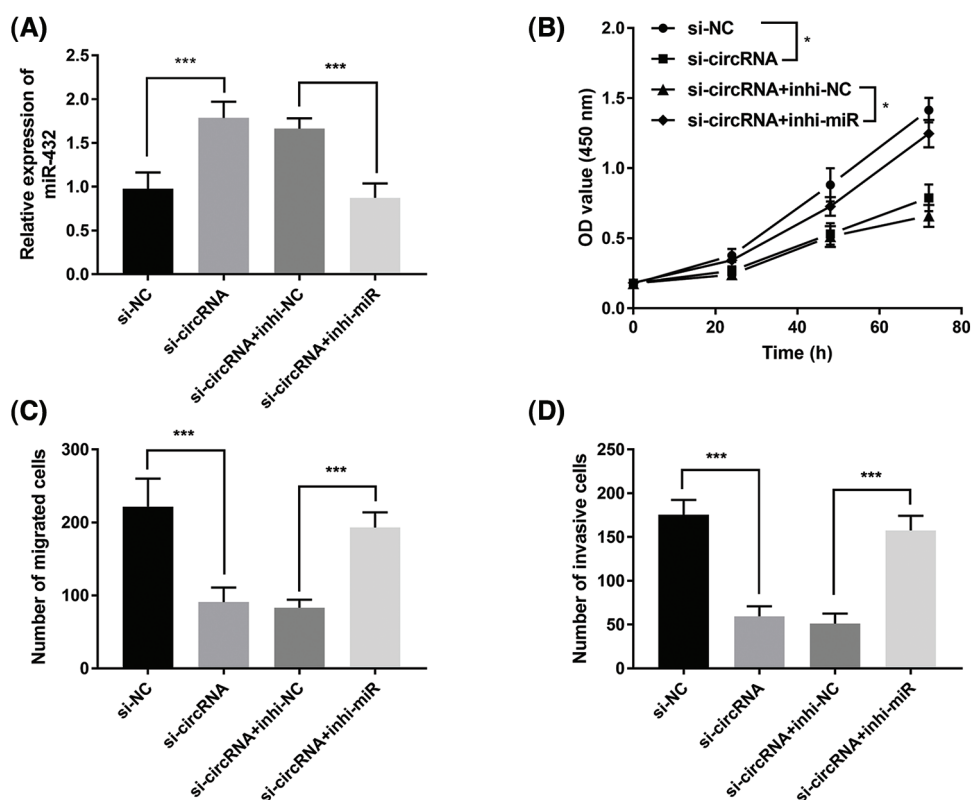 (A)
Relative expression of
miR-432
2.5
2.0
1.5
1.0
0.5
0.0
***
***
si-NC
si-circRNA
si-circRNA+inhi-NC
si-circRNA+inhi-miR
(B)
OD value (450 nm)
2.0
1.5
1.0
0.5
0.0
si-NC
si-circRNA
si-circRNA+inhi-NC
si-circRNA+inhi-miR
*
*
0
20
40
60
80
Time (h)
(C)
Number of migrated cells
300
200
100
0
***
***
si-NC
si-circRNA
si-circRNA+inhi-NC
si-circRNA+inhi-miR
(D)
Number of invasive cells
250
200
150
100
50
0
***
***
si-NC
si-circRNA
si-circRNA+inhi-NC
si-circRNA+inhi-miR